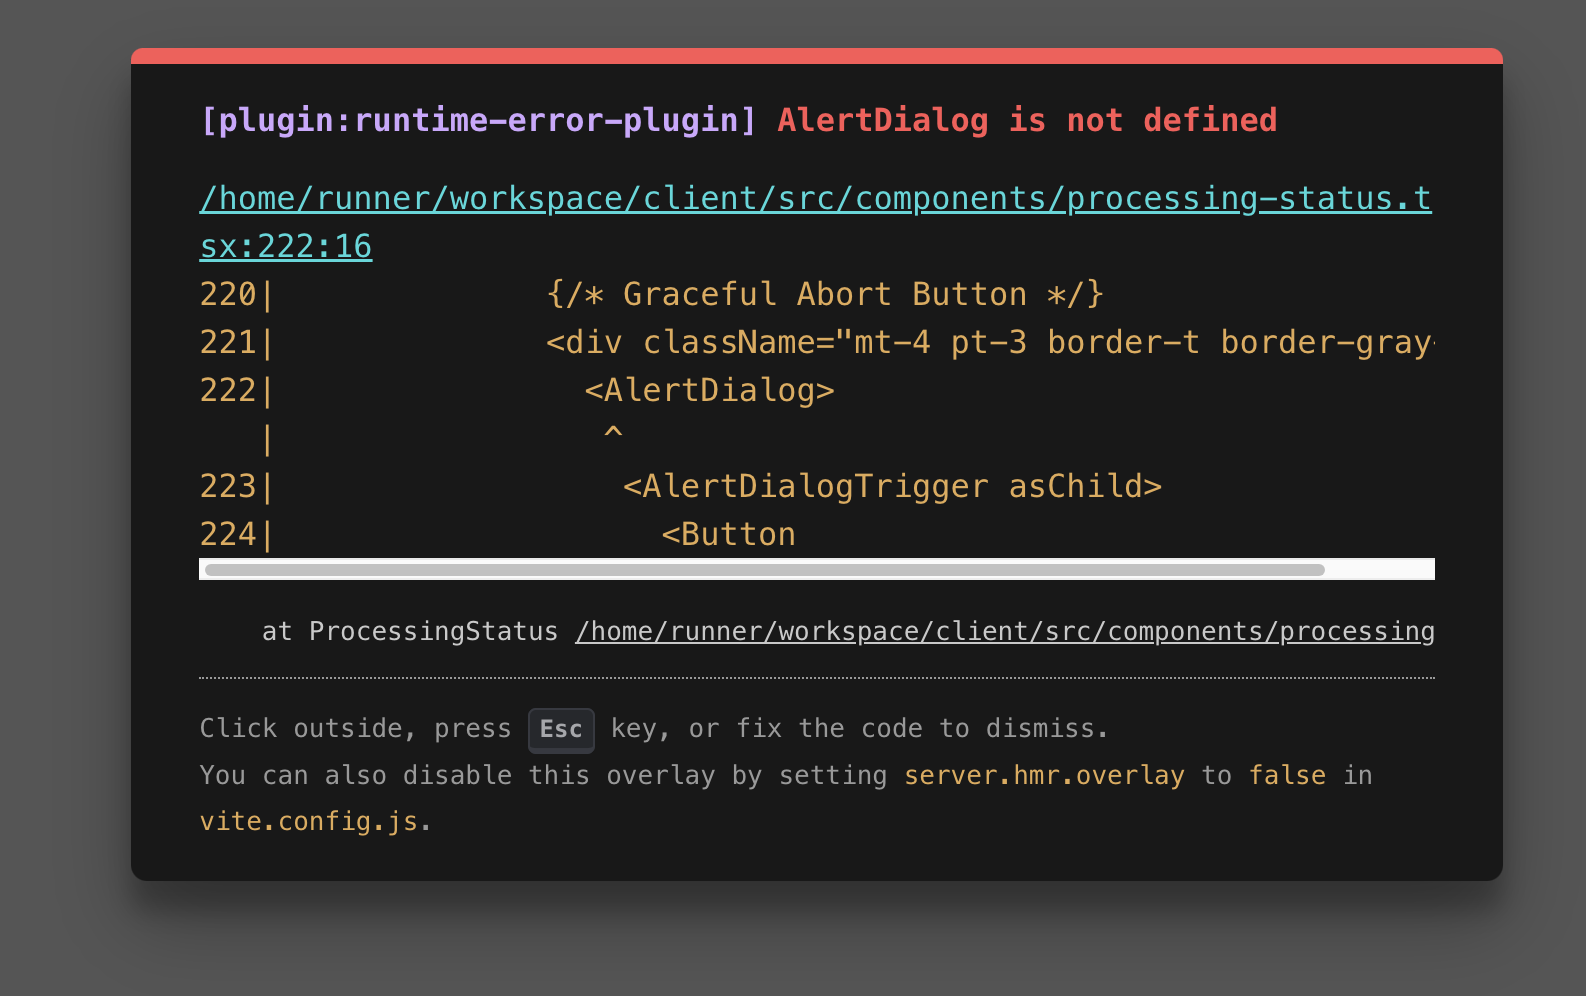 [plugin:runtime-error-plugin] AlertDialog is not defined
/home/runner/workspace/client/src/components/processing-status.t
sx:222:16
220|              {/* Graceful Abort Button */}
221|              <div className="mt-4 pt-3 border-t border-gray-
222|                <AlertDialog>
   |                 ^
223|                  <AlertDialogTrigger asChild>
224|                    <Button
    at ProcessingStatus /home/runner/workspace/client/src/components/processing
Click outside, press Esc key, or fix the code to dismiss.
You can also disable this overlay by setting server.hmr.overlay to false in
vite.config.js.